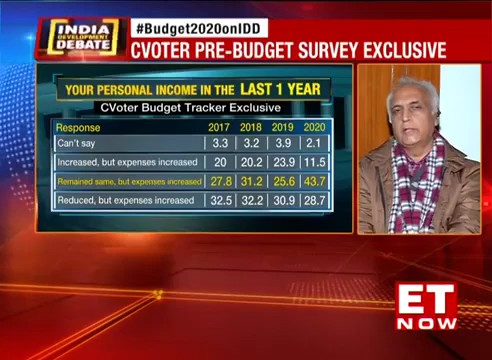 INDIA
DEVELOPMENT
DEBATE
#Budget2020onIDD
CVOTER PRE-BUDGET SURVEY EXCLUSIVE
YOUR PERSONAL INCOME IN THE LAST 1 YEAR
CVoter Budget Tracker Exclusive
Response 2017 2018 2019 2020
Can't say 3.3 3.2 3.9 2.1
Increased, but expenses increased 20 20.2 23.9 11.5
Remained same, but expenses increased 27.8 31.2 25.6 43.7
Reduced, but expenses increased 32.5 32.2 30.9 28.7
ET
NOW